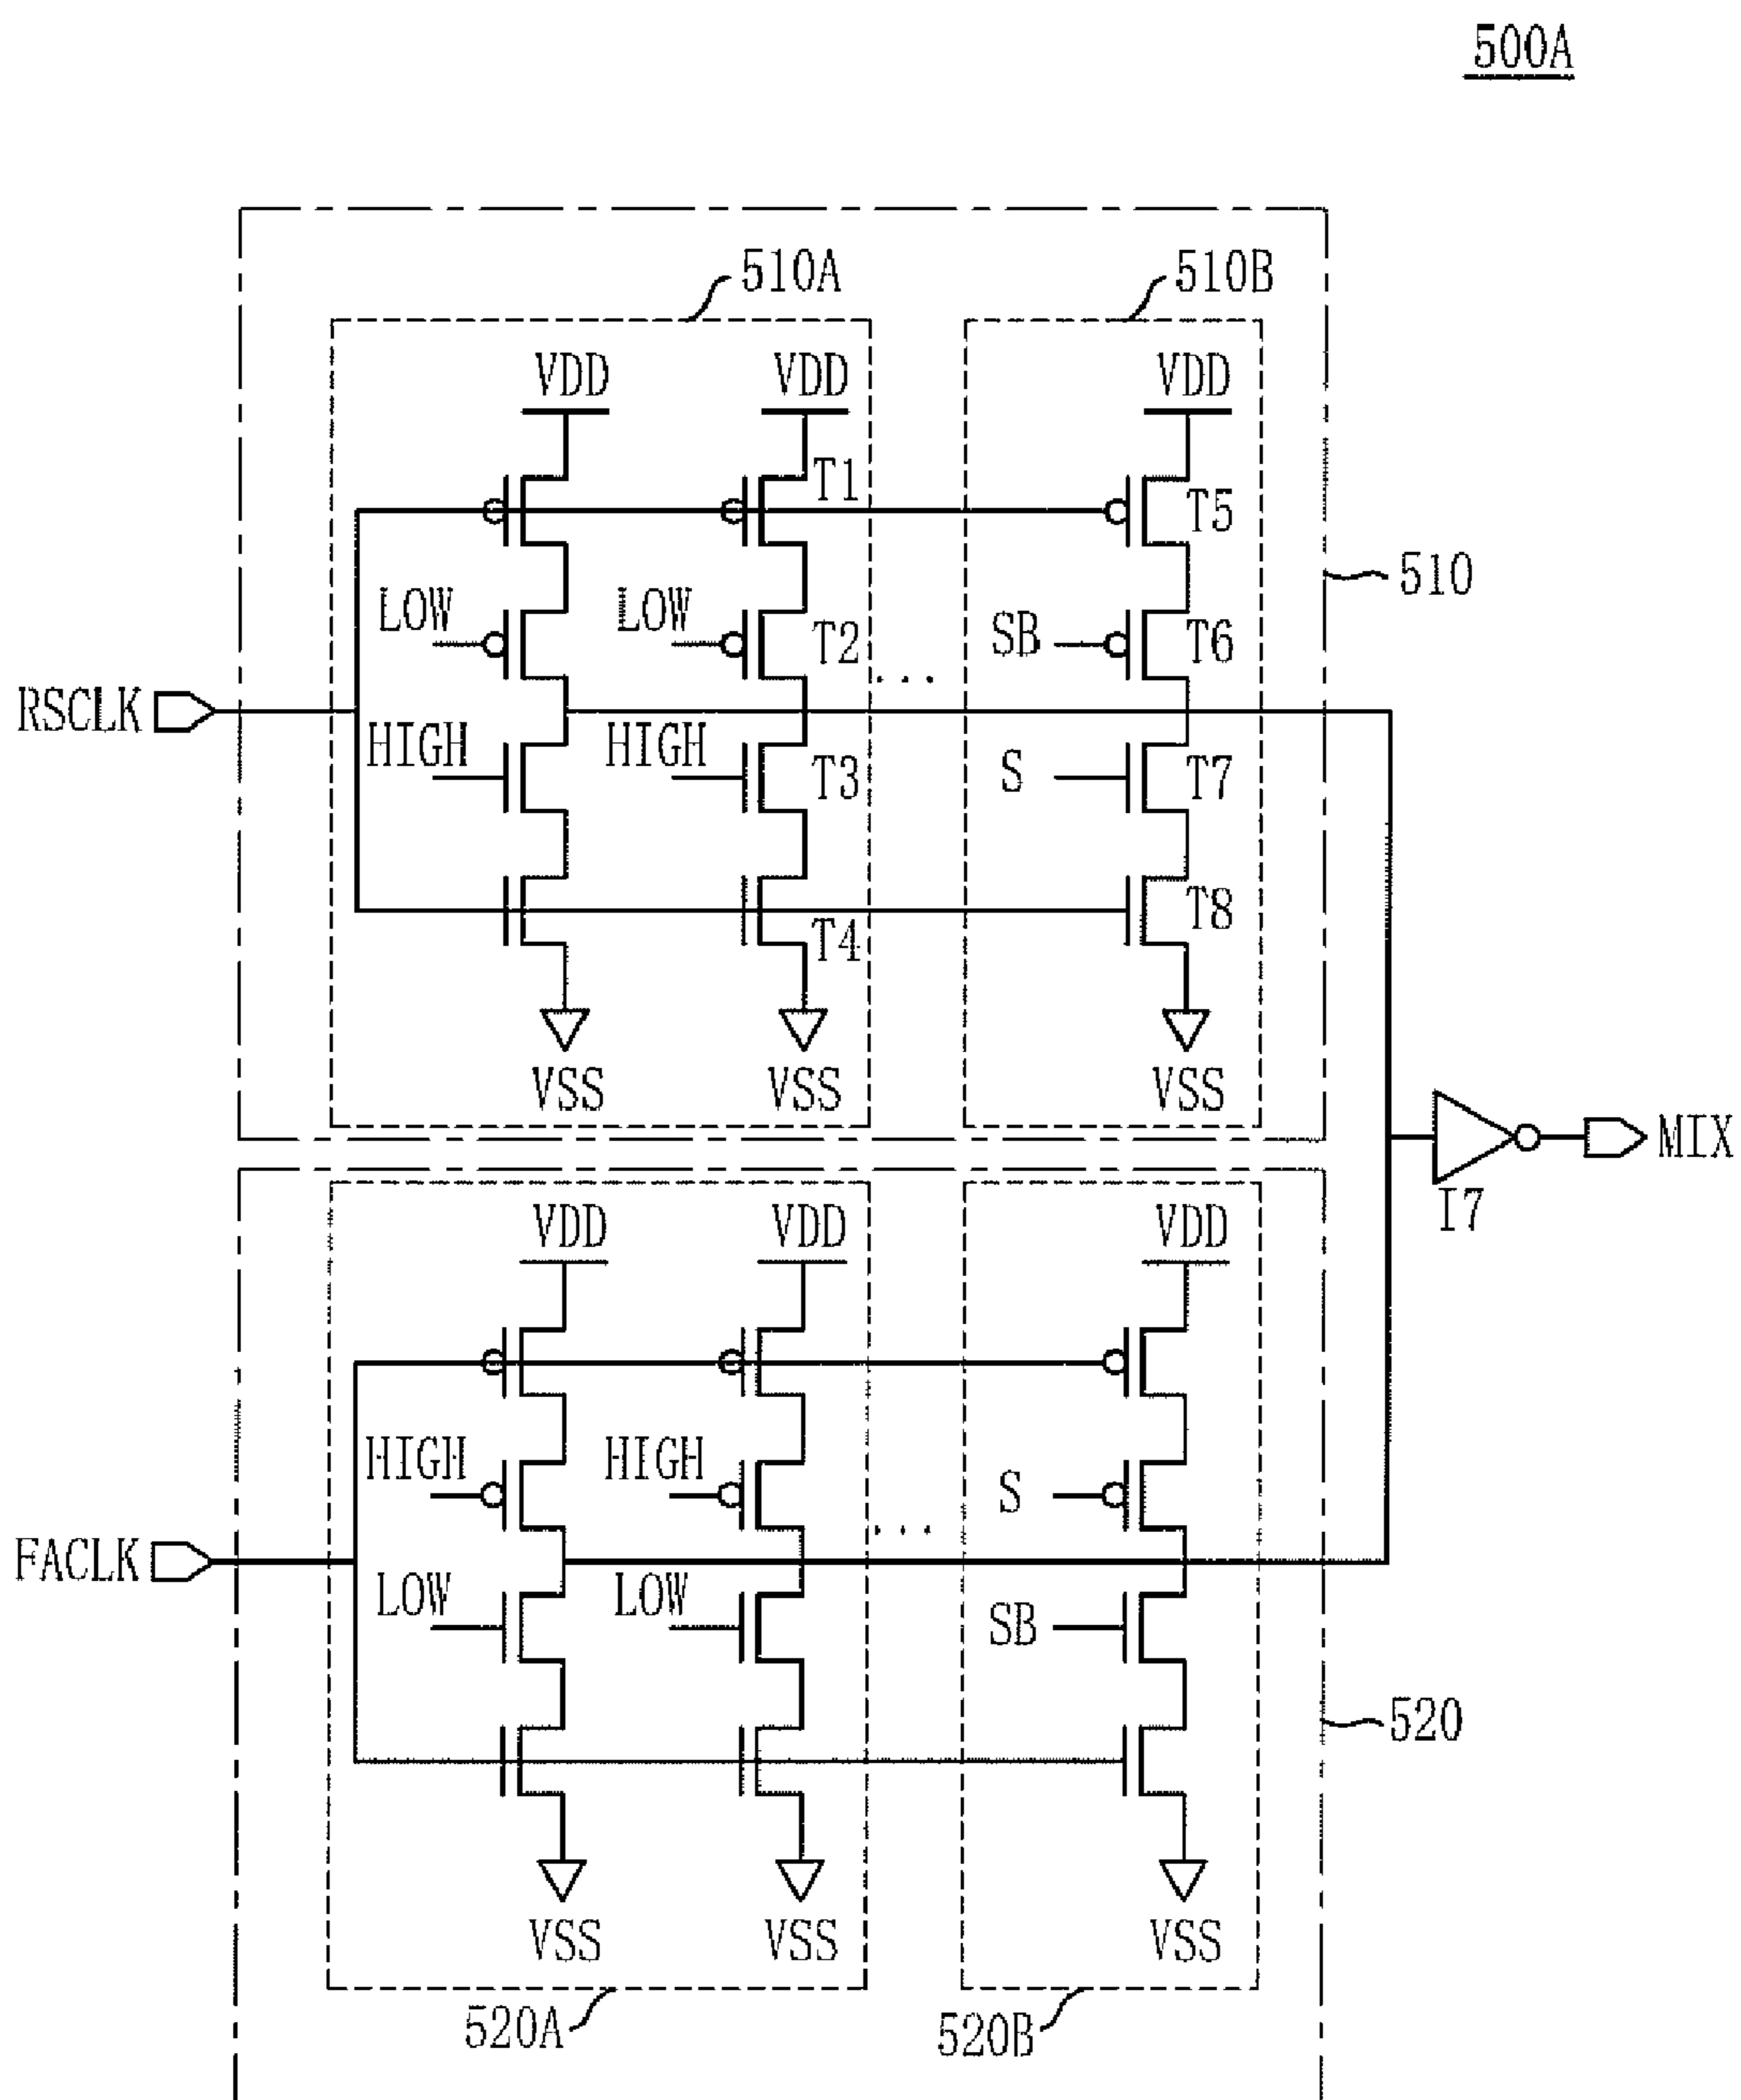 500A
510A
510B
VDD VDD VDD
T1
T5
510
LOW LOW SB
T2 T6
RSCLK
HIGH HIGH S
T3 T7
T8
T4
VSS VSS VSS
MIX
I7
VDD VDD VDD
HIGH HIGH S
FACLK
LOW LOW SB
520
VSS VSS VSS
520A
520B